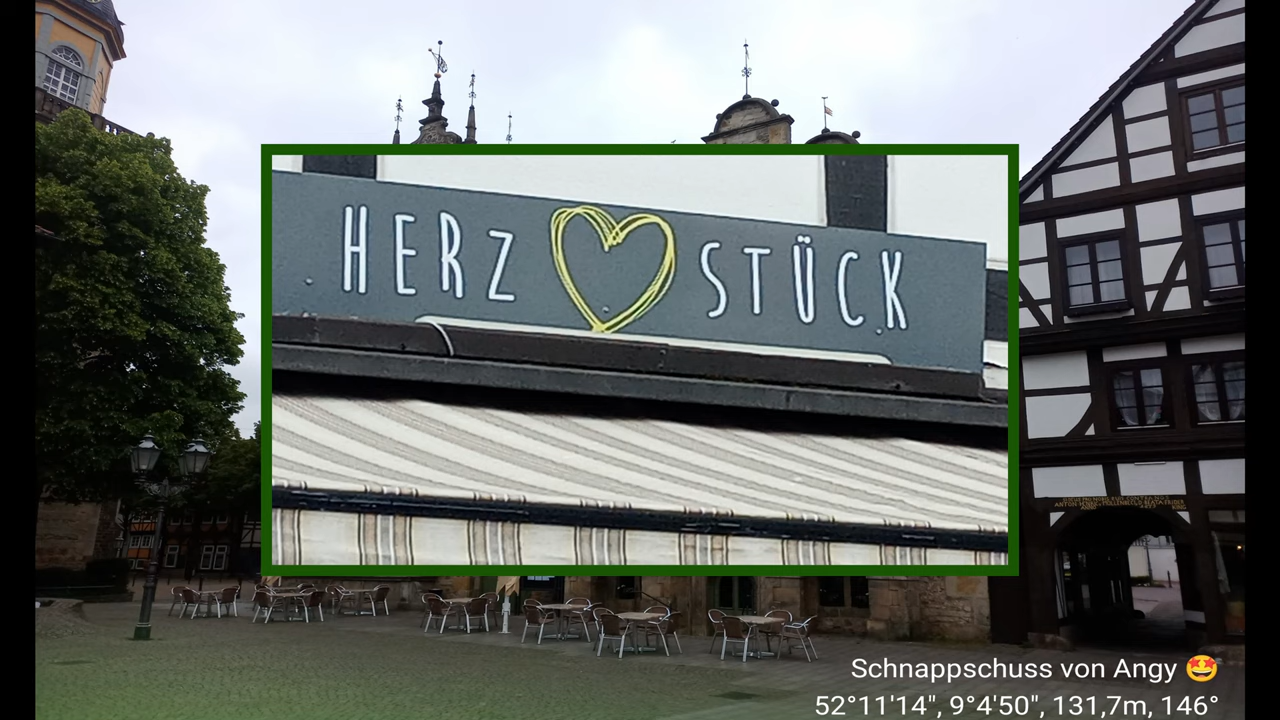 HERZ STÜCK
Schnappschuss von Angy 🤩
52°11'14", 9°4'50", 131,7m, 146°